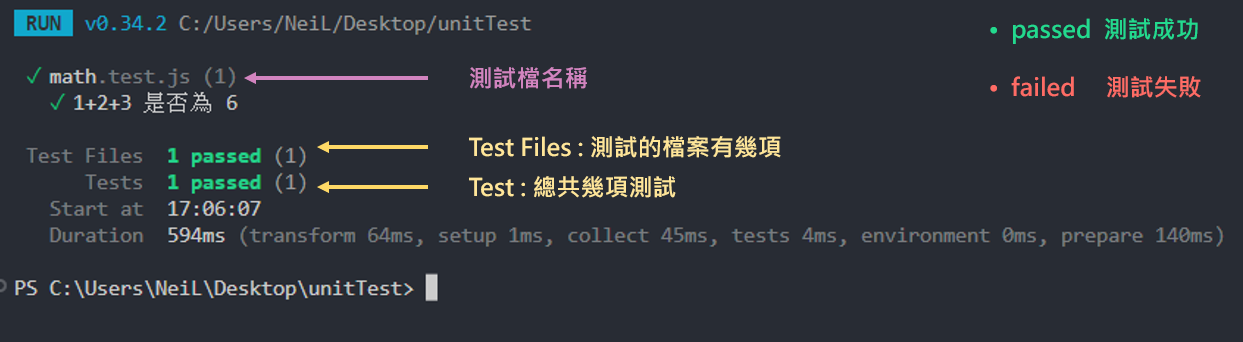 RUN v0.34.2 C:/Users/NeiL/Desktop/unitTest
• passed 測試成功
✓ math.test.js (1)
測試檔名稱
• failed 測試失敗
✓ 1+2+3 是否為 6
Test Files 1 passed (1)
Test Files : 測試的檔案有幾項
Tests 1 passed (1)
Test : 總共幾項測試
Start at 17:06:07
Duration 594ms (transform 64ms, setup 1ms, collect 45ms, tests 4ms, environment 0ms, prepare 140ms)
PS C:\Users\NeiL\Desktop\unitTest>